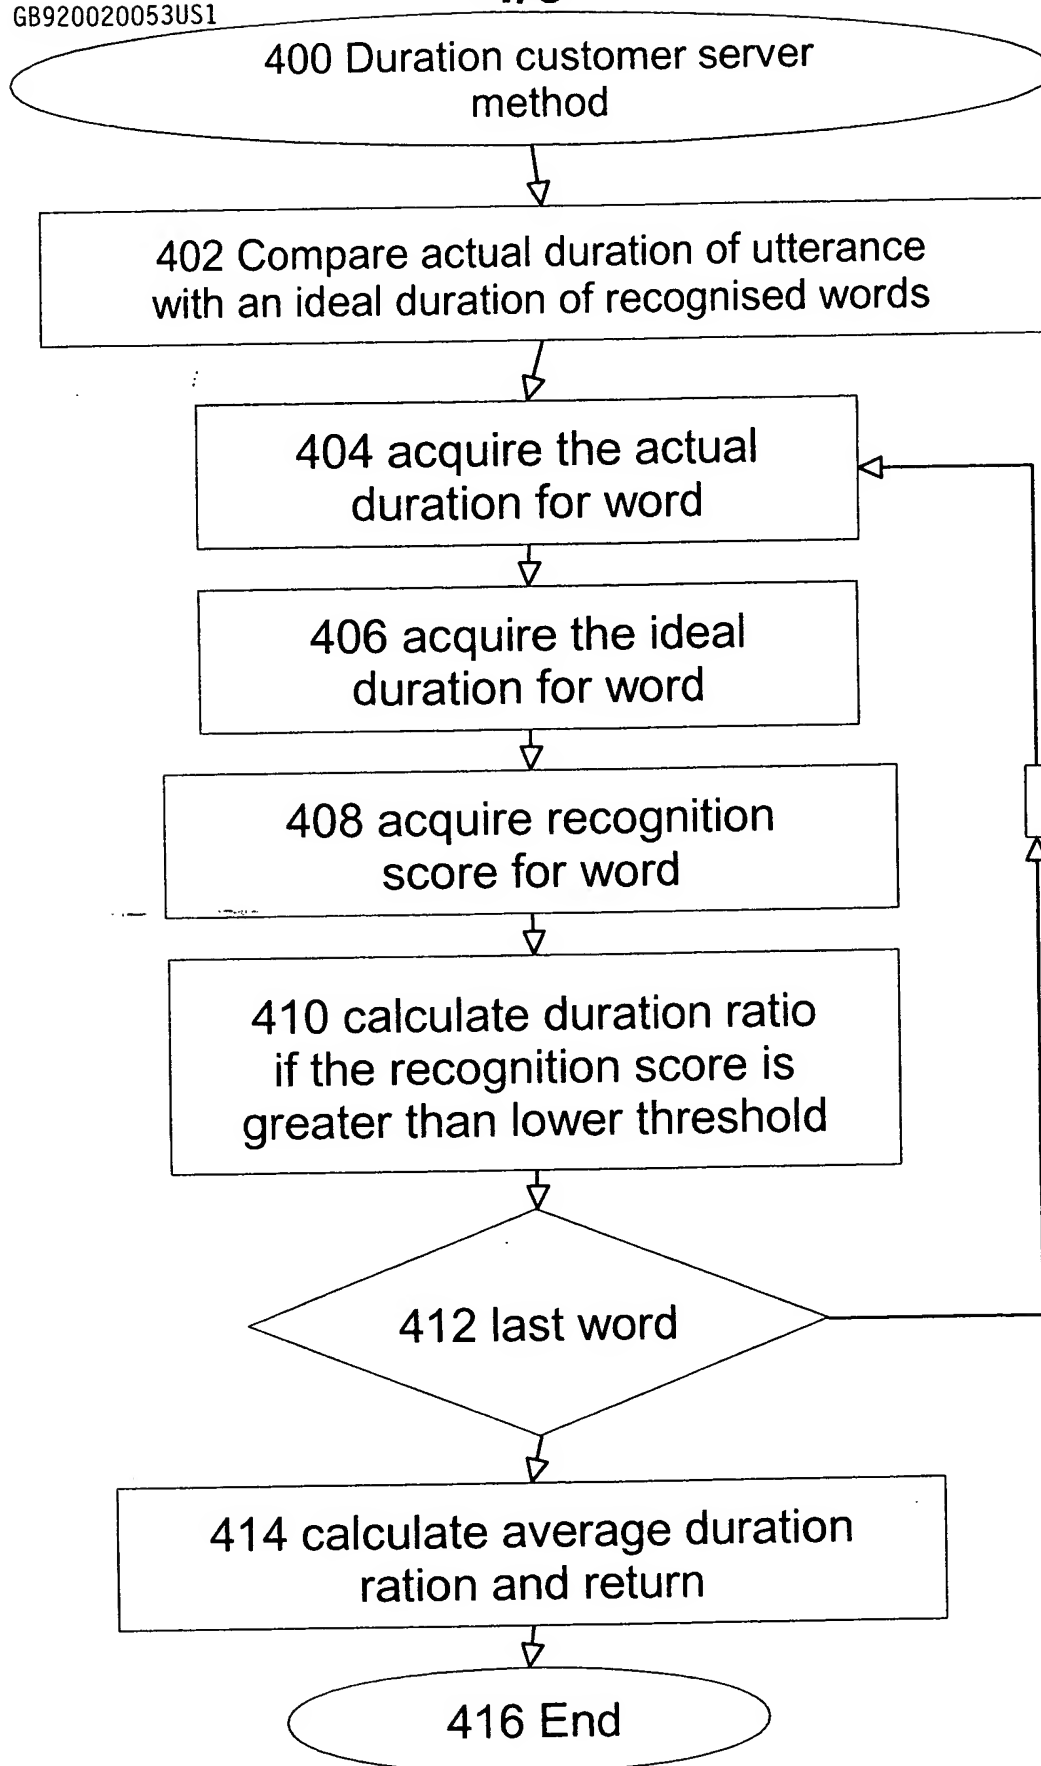 GB920020053US1
400 Duration customer server
method
402 Compare actual duration of utterance
with an ideal duration of recognised words
404 acquire the actual
duration for word
406 acquire the ideal
duration for word
408 acquire recognition
score for word
410 calculate duration ratio
if the recognition score is
greater than lower threshold
412 last word
414 calculate average duration
ration and return
416 End